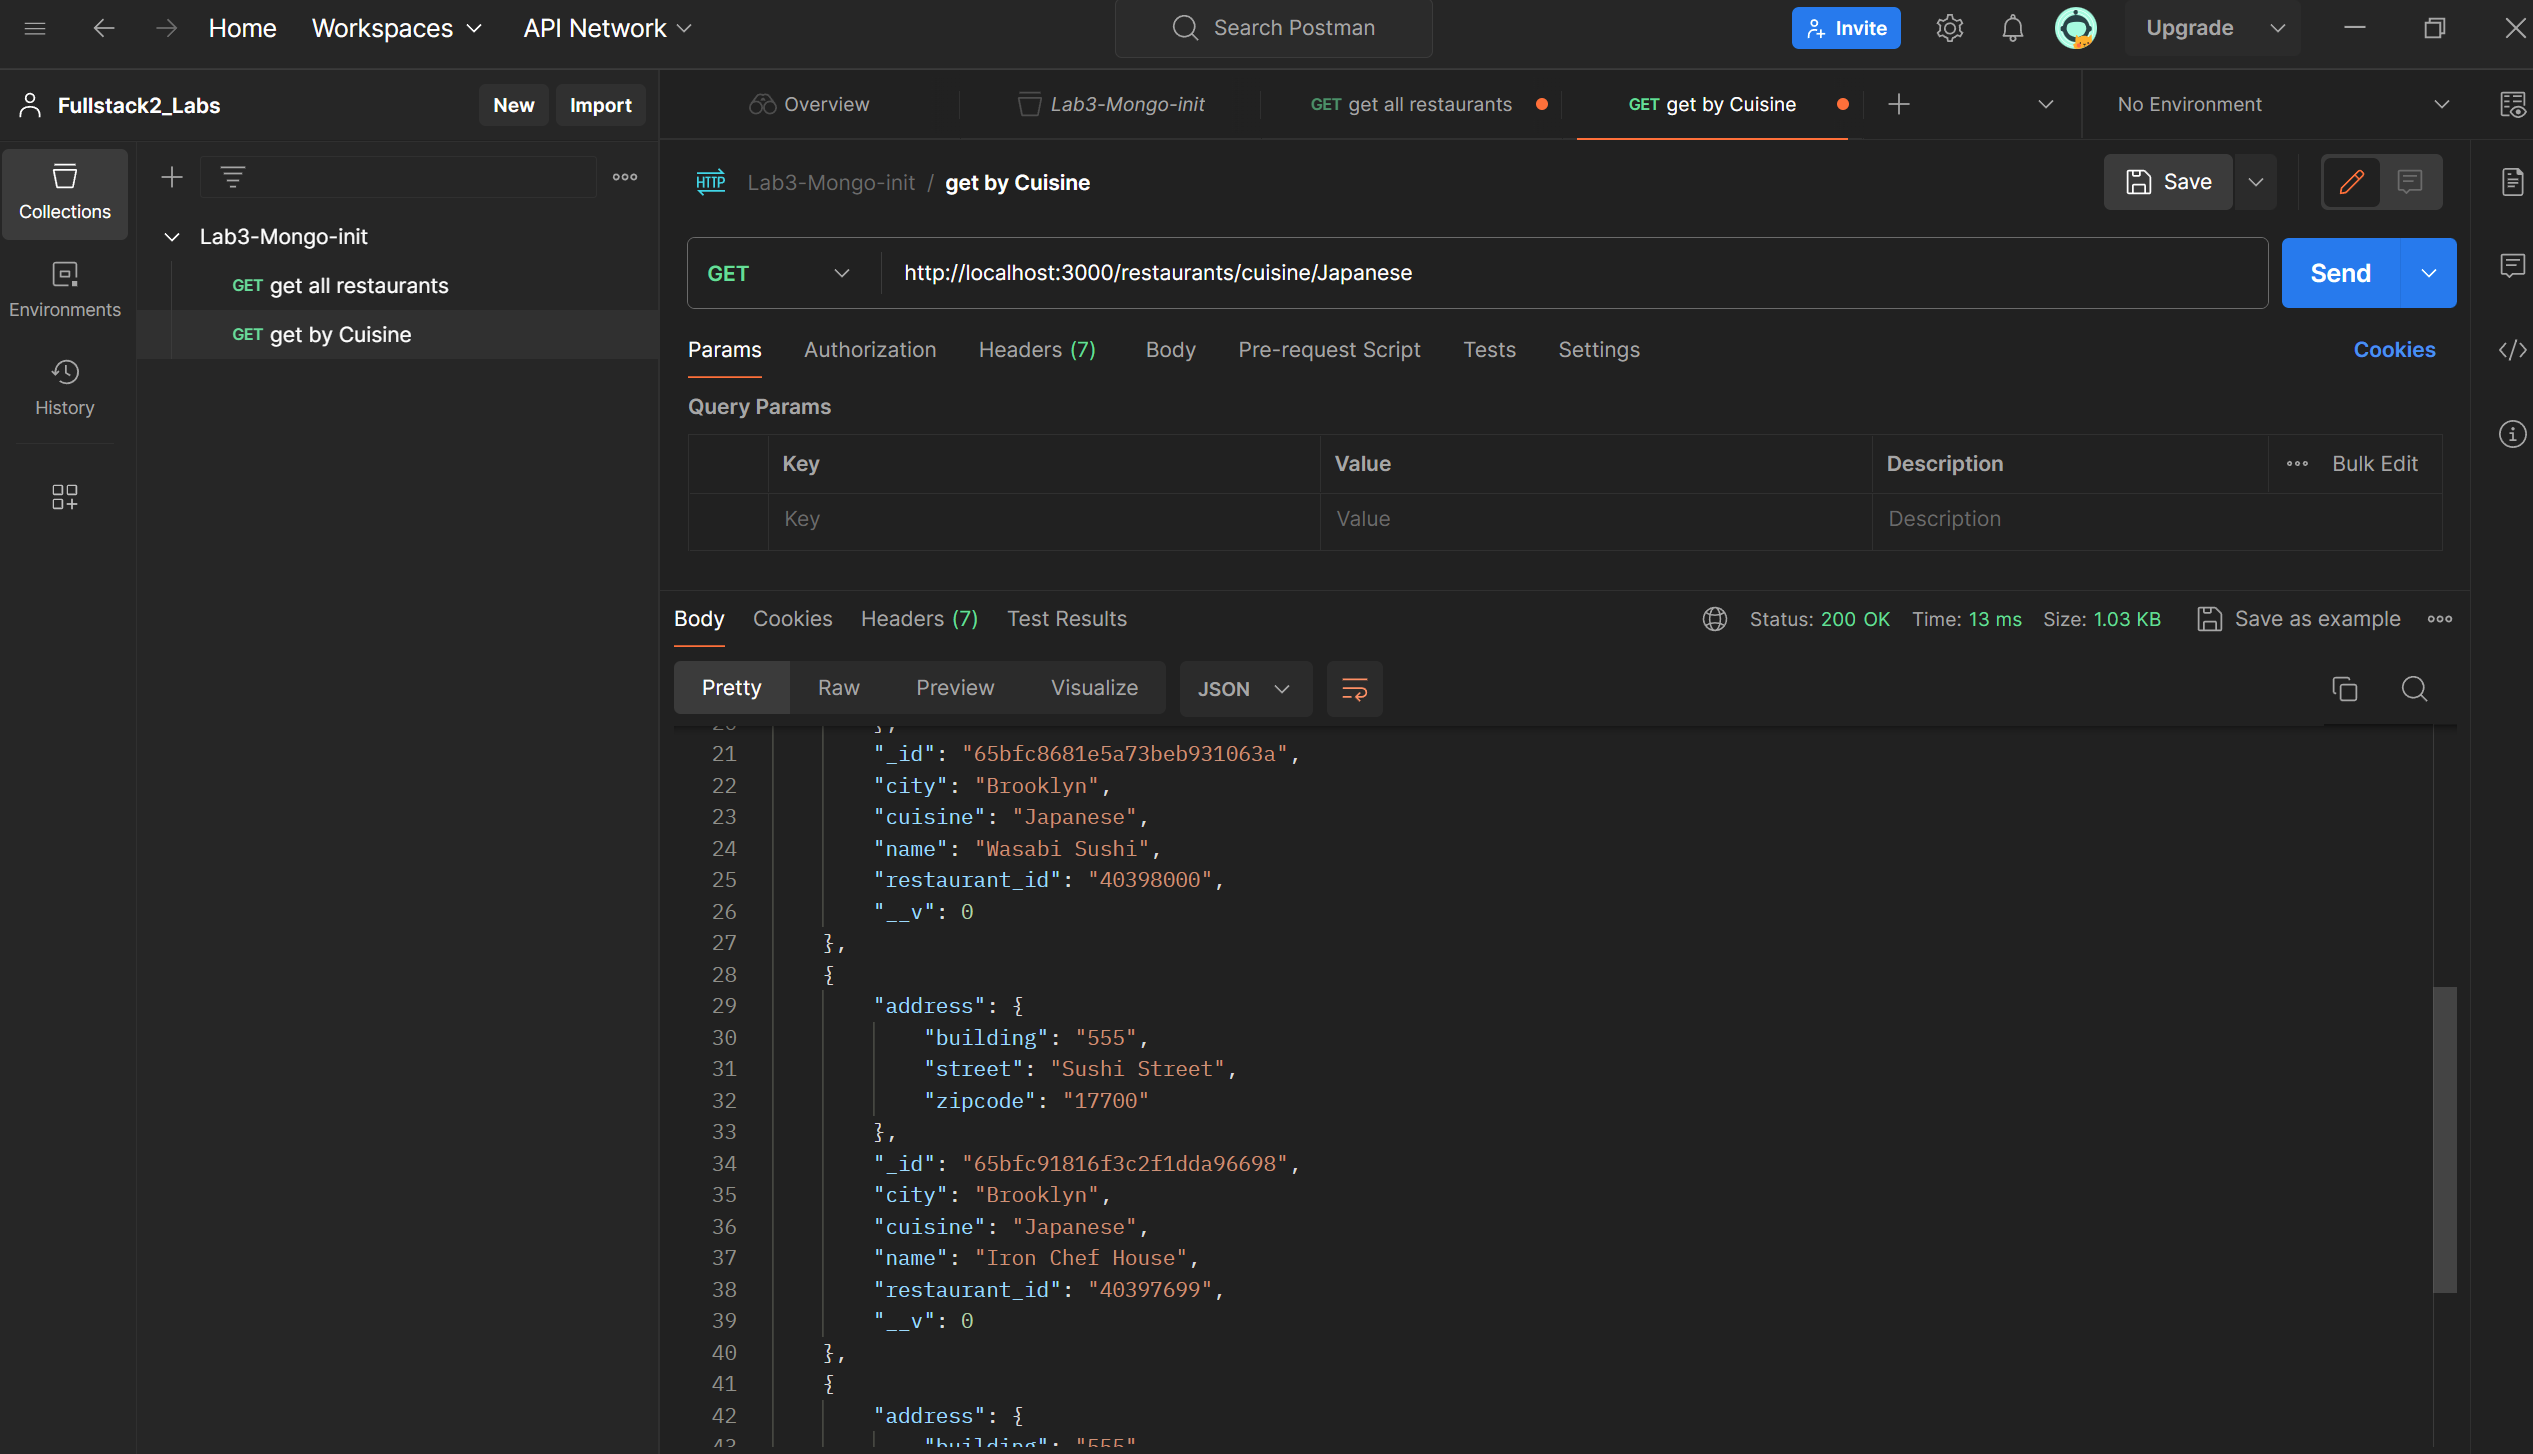 Home Workspaces API Network Search Postman Invite Upgrade
Fullstack2_Labs New Import
Overview Lab3-Mongo-init GET get all restaurants GET get by Cuisine No Environment
Collections
Environments
History
Lab3-Mongo-init
GET get all restaurants
GET get by Cuisine
HTTP Lab3-Mongo-init / get by Cuisine Save
GET http://localhost:3000/restaurants/cuisine/Japanese Send
Params Authorization Headers (7) Body Pre-request Script Tests Settings Cookies
Query Params
Key Value Description Bulk Edit
Key Value Description
Body Cookies Headers (7) Test Results Status: 200 OK Time: 13 ms Size: 1.03 KB Save as example
Pretty Raw Preview Visualize JSON
20 },
21 "_id": "65bfc8681e5a73beb931063a",
22 "city": "Brooklyn",
23 "cuisine": "Japanese",
24 "name": "Wasabi Sushi",
25 "restaurant_id": "40398000",
26 "__v": 0
27 },
28 {
29 "address": {
30 "building": "555",
31 "street": "Sushi Street",
32 "zipcode": "17700"
33 },
34 "_id": "65bfc91816f3c2f1dda96698",
35 "city": "Brooklyn",
36 "cuisine": "Japanese",
37 "name": "Iron Chef House",
38 "restaurant_id": "40397699",
39 "__v": 0
40 },
41 {
42 "address": {
43 "building": "555"